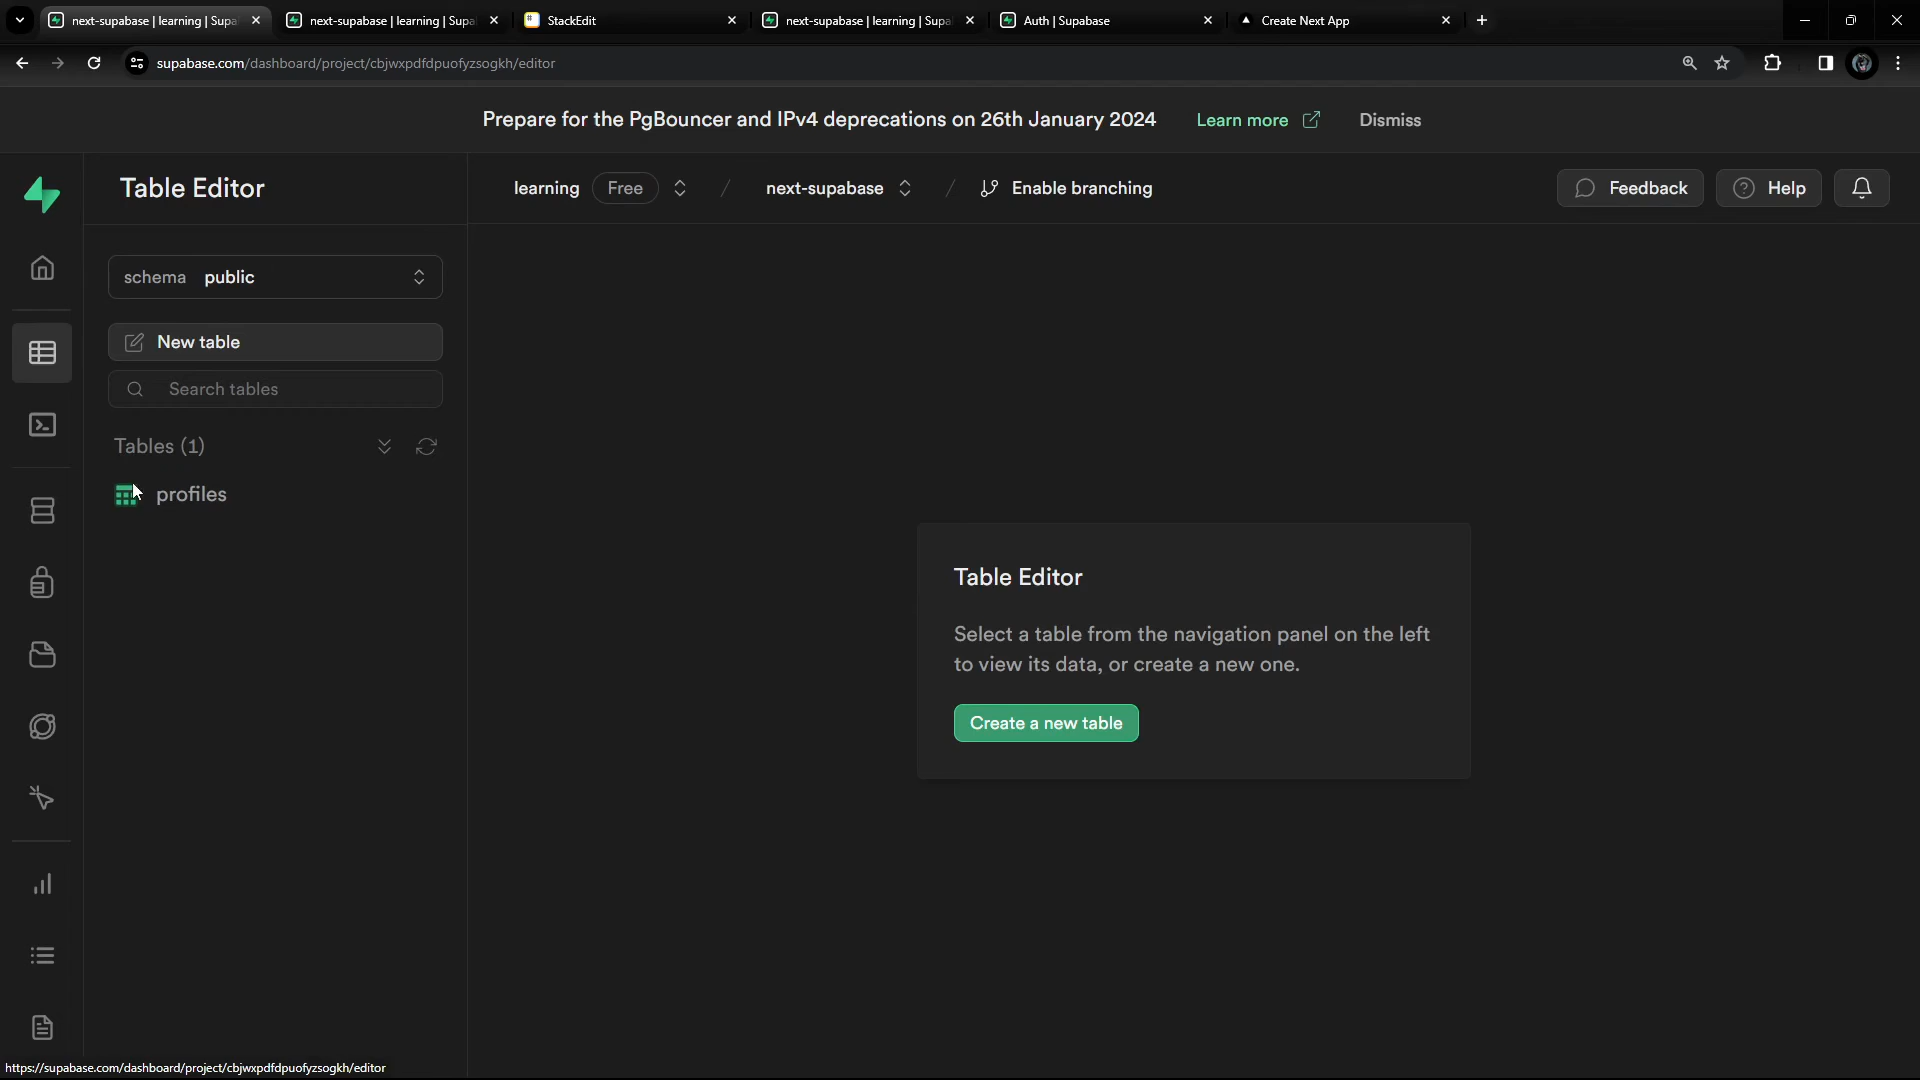 next-supabase | learning | Supa
next-supabase | learning | Supa
StackEdit
next-supabase | learning | Supa
Auth | Supabase
Create Next App
supabase.com/dashboard/project/cbjwxpdfdpuofyzsogkh/editor
Prepare for the PgBouncer and IPv4 deprecations on 26th January 2024
Learn more
Dismiss
Table Editor
learning
Free
/
next-supabase
/
Enable branching
Feedback
Help
schema public
New table
Search tables
Tables (1)
profiles
Table Editor
Select a table from the navigation panel on the left
to view its data, or create a new one.
Create a new table
https://supabase.com/dashboard/project/cbjwxpdfdpuofyzsogkh/editor